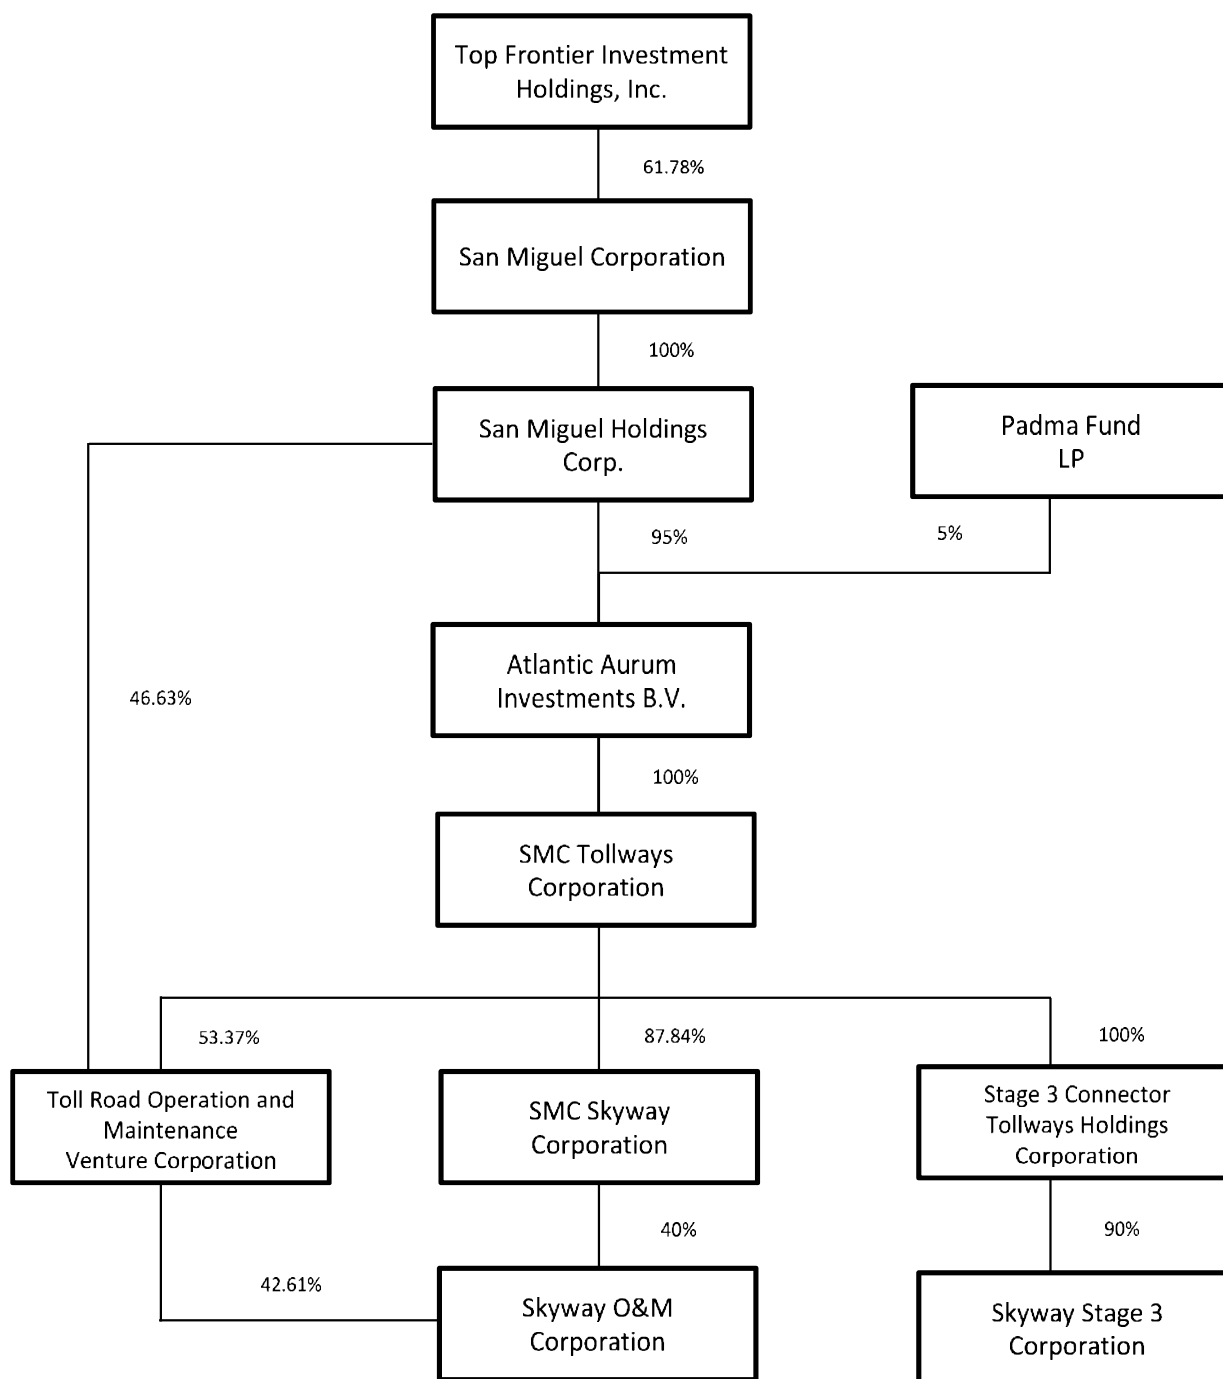 Top Frontier Investment
Holdings, Inc.
61.78%
San Miguel Corporation
100%
San Miguel Holdings
Corp.
Padma Fund
LP
95%
5%
Atlantic Aurum
Investments B.V.
46.63%
100%
SMC Tollways
Corporation
53.37%
87.84%
100%
Toll Road Operation and
Maintenance
Venture Corporation
SMC Skyway
Corporation
Stage 3 Connector
Tollways Holdings
Corporation
40%
90%
42.61%
Skyway O&M
Corporation
Skyway Stage 3
Corporation